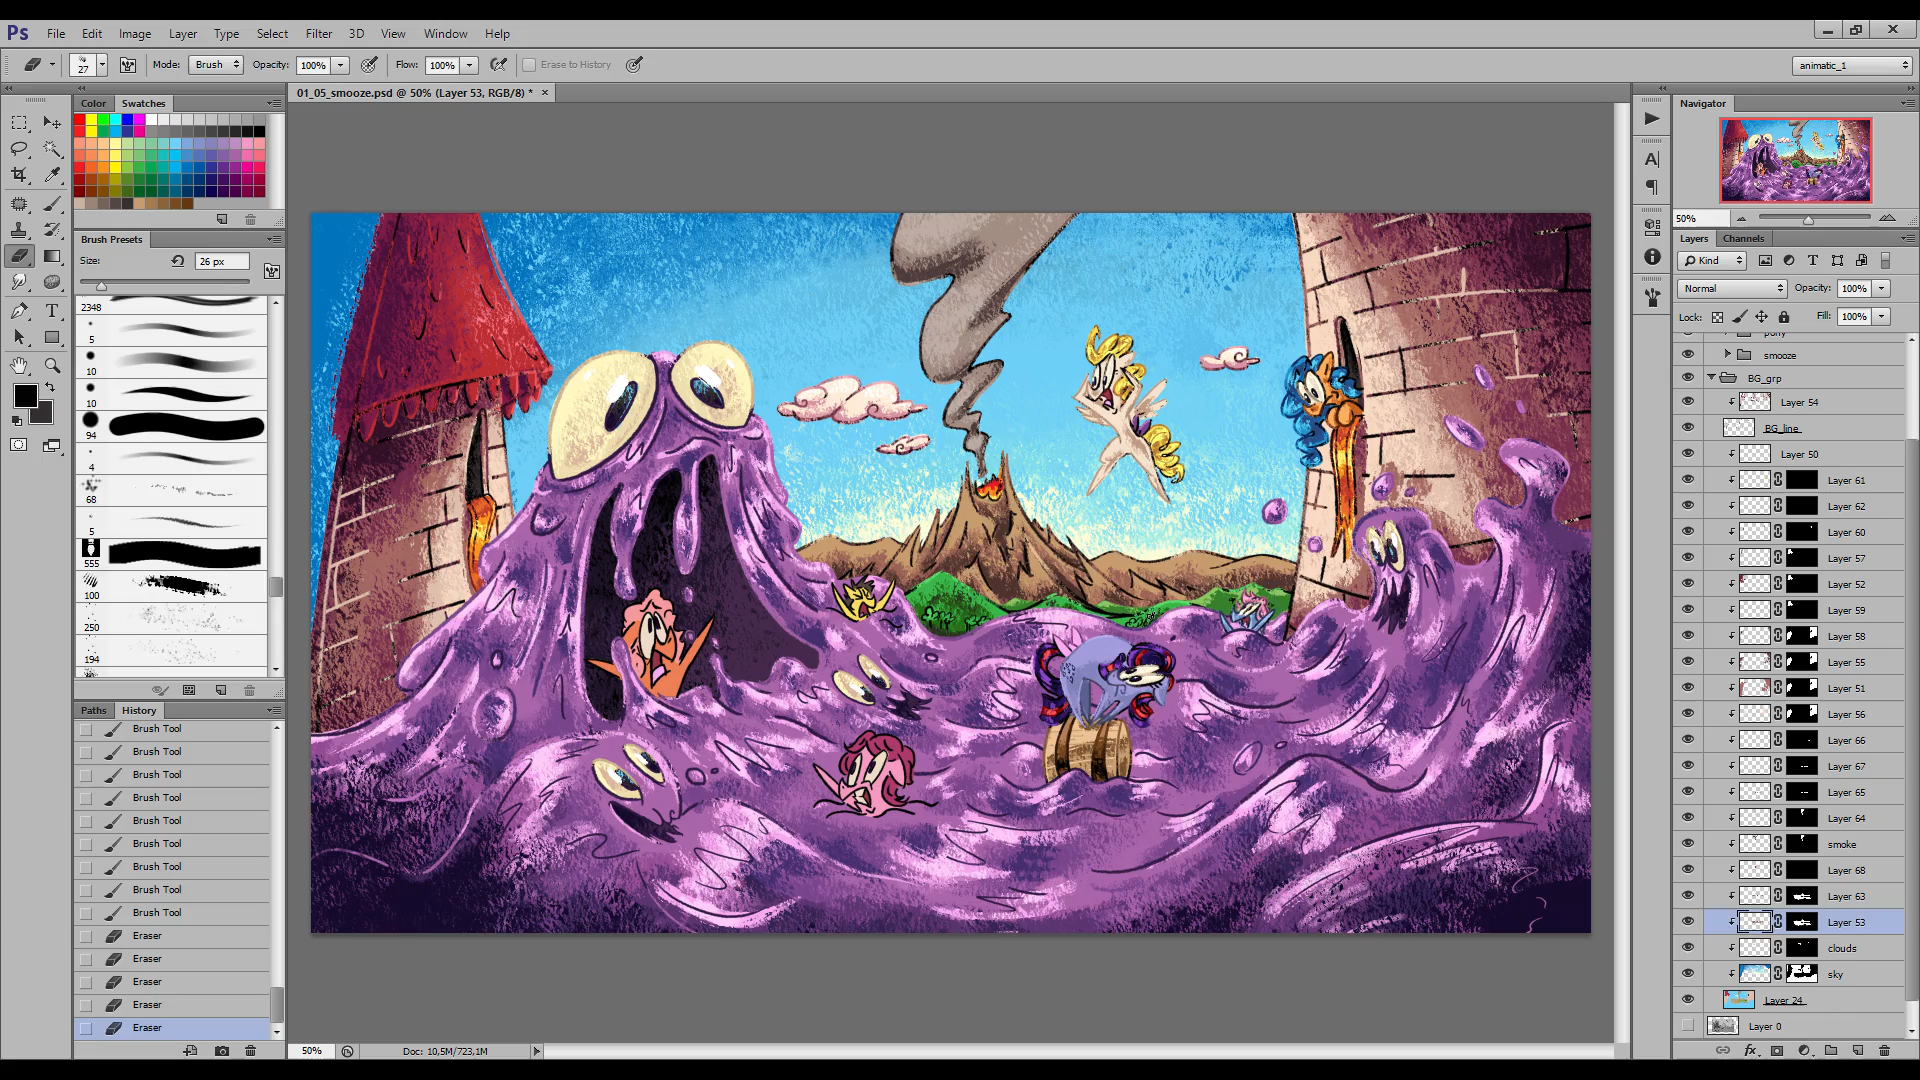 Ps File Edit Image Layer Type Select Filter 3D View Window Help
27 Mode: Brush Opacity: 100% Flow: 100% Erase to History animatic_1
01_05_smooze.psd @ 50% (Layer 53, RGB/8) *
Color Swatches
Brush Presets
Size: 26 px
2348
5
10
10
94
4
68
5
555
100
250
194
Paths History
Brush Tool
Brush Tool
Brush Tool
Brush Tool
Brush Tool
Brush Tool
Brush Tool
Brush Tool
Brush Tool
Eraser
Eraser
Eraser
Eraser
Eraser
50% Doc: 10,5M/723,1M
Navigator
50%
Layers Channels
Kind
Normal Opacity: 100%
Lock: Fill: 100%
pony
smooze
BG_grp
Layer 54
BG_line
Layer 50
Layer 61
Layer 62
Layer 60
Layer 57
Layer 52
Layer 59
Layer 58
Layer 55
Layer 51
Layer 56
Layer 66
Layer 67
Layer 65
Layer 64
smoke
Layer 68
Layer 63
Layer 53
clouds
sky
Layer 24
Layer 0